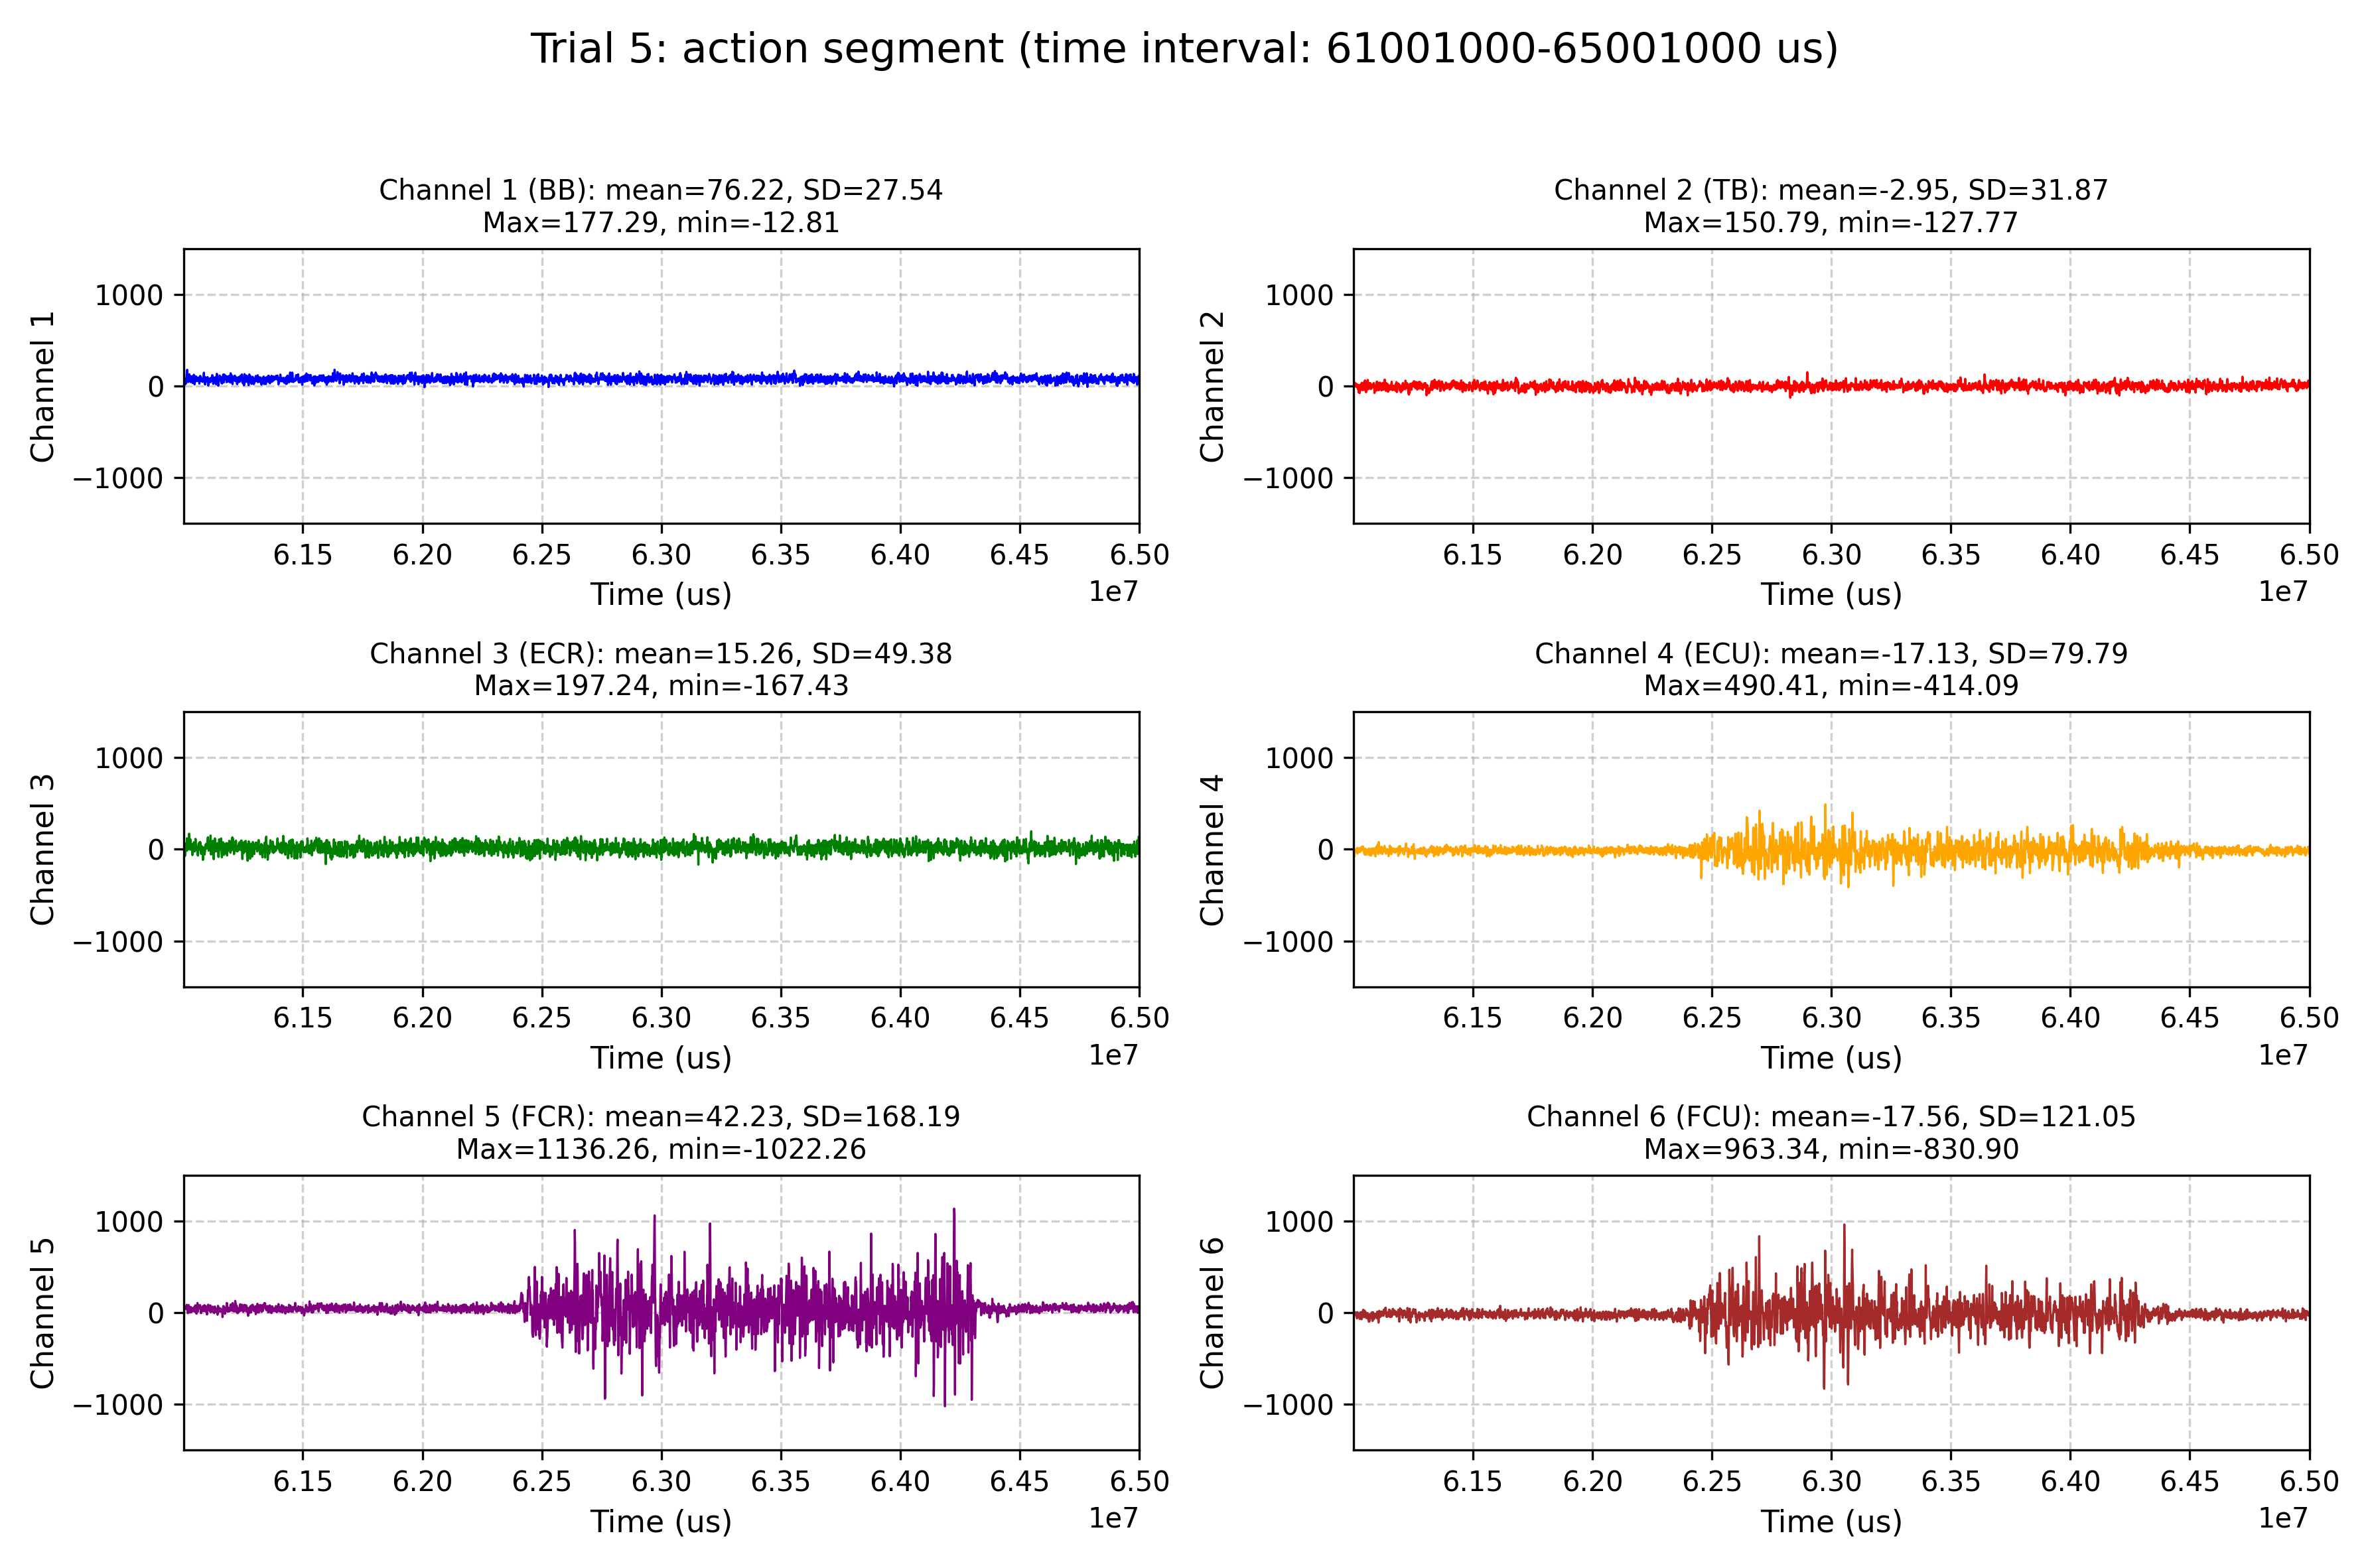 Trial 5: action segment (time interval: 61001000-65001000 us)
Channel 1 (BB): mean=76.22, SD=27.54
Max=177.29, min=-12.81
Channel 1
1000
0
−1000
6.15 6.20 6.25 6.30 6.35 6.40 6.45 6.50
Time (us)
1e7
Channel 2 (TB): mean=-2.95, SD=31.87
Max=150.79, min=-127.77
Channel 2
1000
0
−1000
6.15 6.20 6.25 6.30 6.35 6.40 6.45 6.50
Time (us)
1e7
Channel 3 (ECR): mean=15.26, SD=49.38
Max=197.24, min=-167.43
Channel 3
1000
0
−1000
6.15 6.20 6.25 6.30 6.35 6.40 6.45 6.50
Time (us)
1e7
Channel 4 (ECU): mean=-17.13, SD=79.79
Max=490.41, min=-414.09
Channel 4
1000
0
−1000
6.15 6.20 6.25 6.30 6.35 6.40 6.45 6.50
Time (us)
1e7
Channel 5 (FCR): mean=42.23, SD=168.19
Max=1136.26, min=-1022.26
Channel 5
1000
0
−1000
6.15 6.20 6.25 6.30 6.35 6.40 6.45 6.50
Time (us)
1e7
Channel 6 (FCU): mean=-17.56, SD=121.05
Max=963.34, min=-830.90
Channel 6
1000
0
−1000
6.15 6.20 6.25 6.30 6.35 6.40 6.45 6.50
Time (us)
1e7